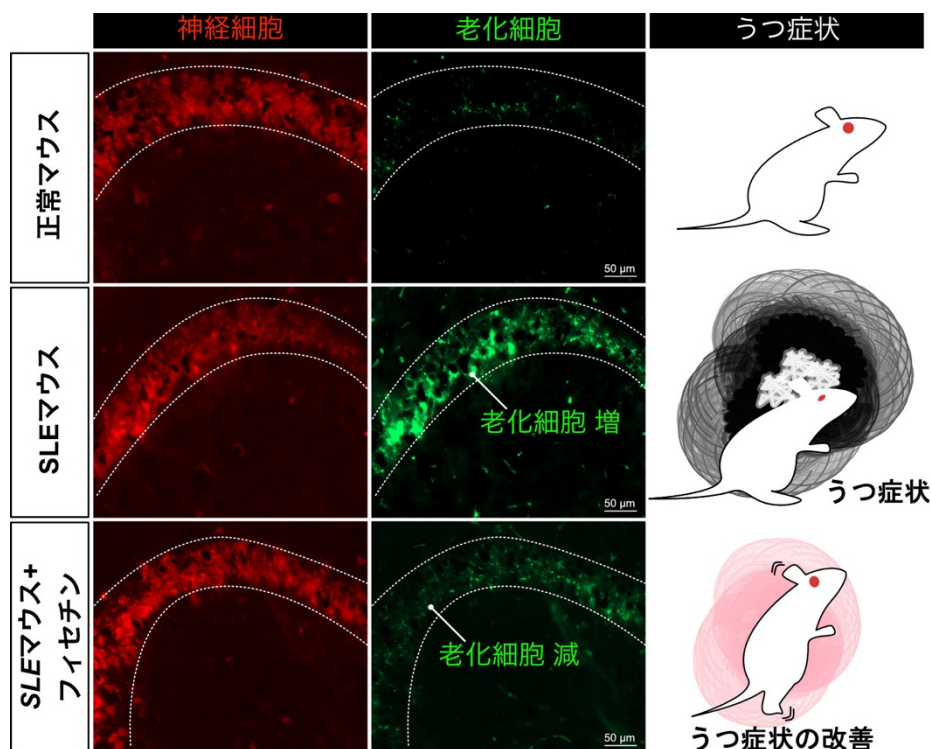 神経細胞
老化細胞
うつ症状
正常マウス
50 µm
SLEマウス
老化細胞 増
50 µm
うつ症状
SLEマウス+
フィセチン
老化細胞 減
50 µm
うつ症状の改善